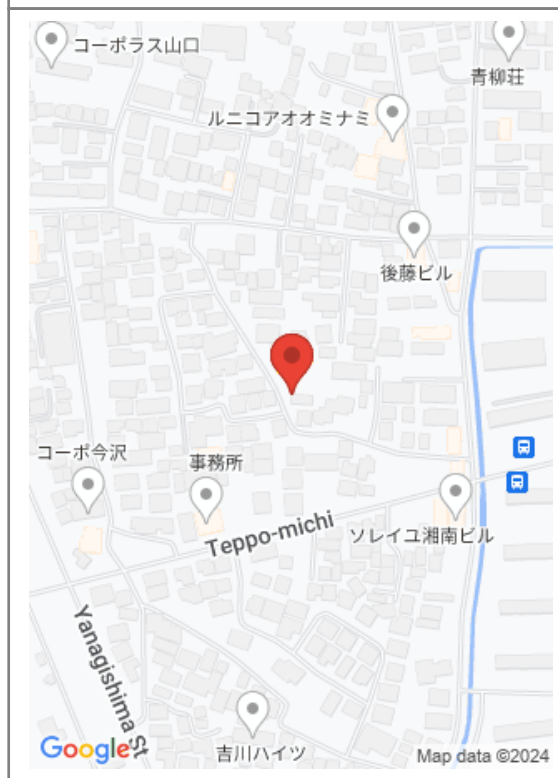 コーポラス山口
青柳荘
ルニコアオオミナミ
後藤ビル
コーポ今沢
事務所
Teppo-michi
ソレイユ湘南ビル
Yanagishima St
吉川ハイツ
Google
Map data ©2024